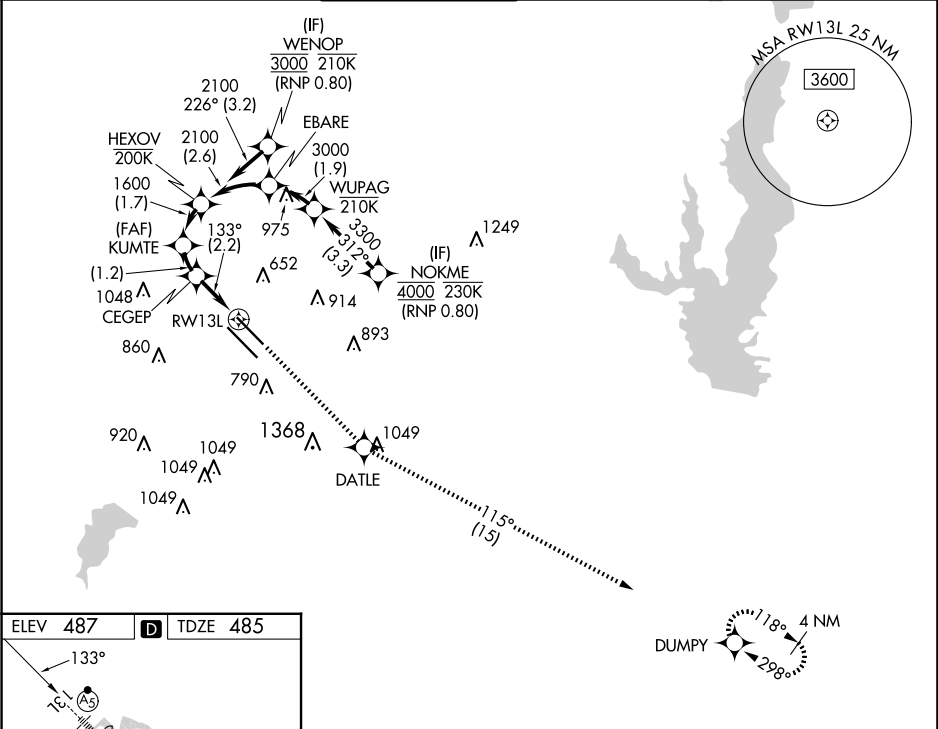 (IF)
WENOP
3000 210K
(RNP 0.80)
2100
226° (3.2)
EBARE
HEXOV
200K
2100
(2.6)
3000
(1.9)
1600
(1.7)
WUPAG
210K
(FAF)
KUMTE
133°
(2.2)
975
3300
312°
(3.3)
1249
(IF)
NOKME
4000 230K
(RNP 0.80)
652
(1.2)
1048
CEGEP
914
RW13L
893
860
790
920
1368
1049
1049
1049
1049
DATLE
115°
(15)
MSA RW13L 25 NM
3600
DUMPY
118°
4 NM
298°
ELEV 487 D TDZE 485
133°
13L
A5